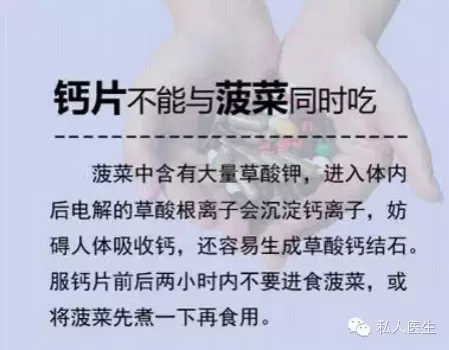 钙片不能与菠菜同时吃
菠菜中含有大量草酸钾，进入体内
后电解的草酸根离子会沉淀钙离子，妨
碍人体吸收钙，还容易生成草酸钙结石。
服钙片前后两小时内不要进食菠菜，或
将菠菜先煮一下再食用。
私人医生